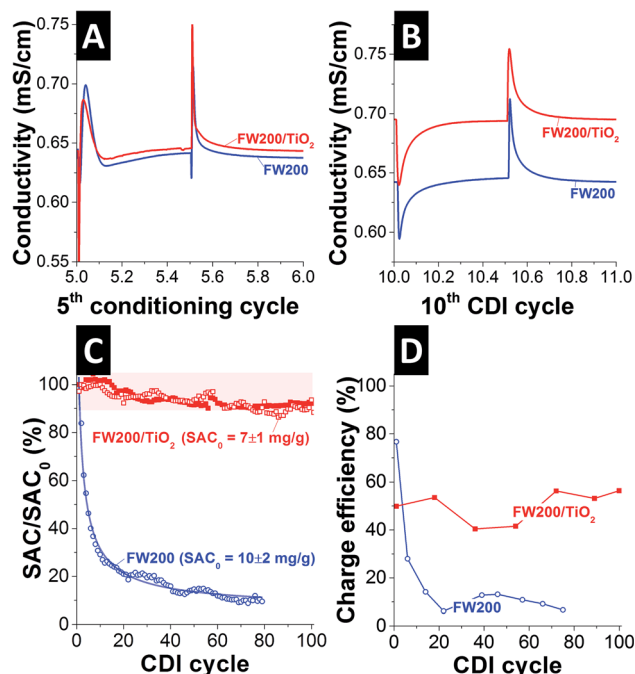 A
Conductivity (mS/cm)
0.75
0.70
0.65
0.60
0.55
FW200/TiO2
FW200
5.0 5.2 5.4 5.6 5.8 6.0
5th conditioning cycle
B
Conductivity (mS/cm)
0.75
0.70
0.65
0.60
FW200/TiO2
FW200
10.0 10.2 10.4 10.6 10.8 11.0
10th CDI cycle
C
SAC/SAC0 (%)
100
80
60
40
20
0
FW200/TiO2 (SAC0 = 7±1 mg/g)
FW200 (SAC0 = 10±2 mg/g)
0 20 40 60 80 100
CDI cycle
D
Charge efficiency (%)
100
80
60
40
20
0
FW200/TiO2
FW200
0 20 40 60 80 100
CDI cycle